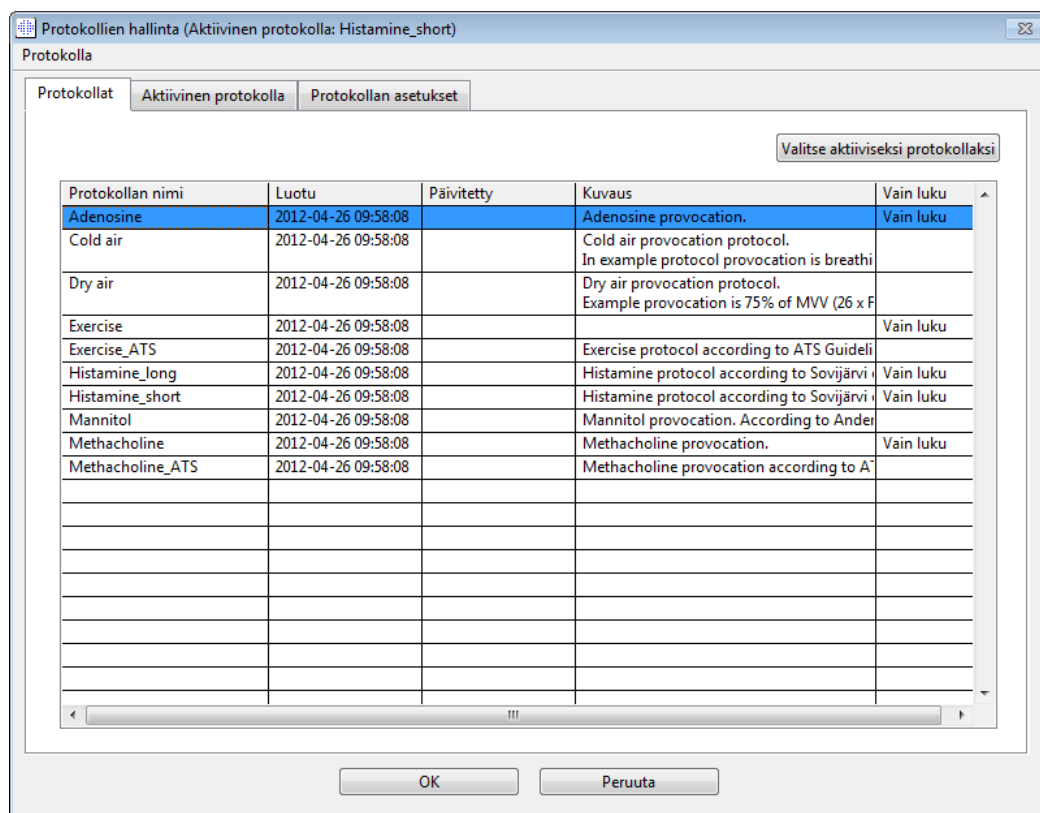 Protokollien hallinta (Aktiivinen protokolla: Histamine_short)
Protokolla
Protokollat Aktiivinen protokolla Protokollan asetukset
Valitse aktiiviseksi protokollaksi
Protokollan nimi Luotu Päivitetty Kuvaus Vain luku
Adenosine 2012-04-26 09:58:08 Adenosine provocation. Vain luku
Cold air 2012-04-26 09:58:08 Cold air provocation protocol.
In example protocol provocation is breathi
Dry air 2012-04-26 09:58:08 Dry air provocation protocol.
Example provocation is 75% of MVV (26 x F
Exercise 2012-04-26 09:58:08 Vain luku
Exercise_ATS 2012-04-26 09:58:08 Exercise protocol according to ATS Guideli
Histamine_long 2012-04-26 09:58:08 Histamine protocol according to Sovijärvi Vain luku
Histamine_short 2012-04-26 09:58:08 Histamine protocol according to Sovijärvi Vain luku
Mannitol 2012-04-26 09:58:08 Mannitol provocation. According to Ander
Methacholine 2012-04-26 09:58:08 Methacholine provocation. Vain luku
Methacholine_ATS 2012-04-26 09:58:08 Methacholine provocation according to A
OK Peruuta